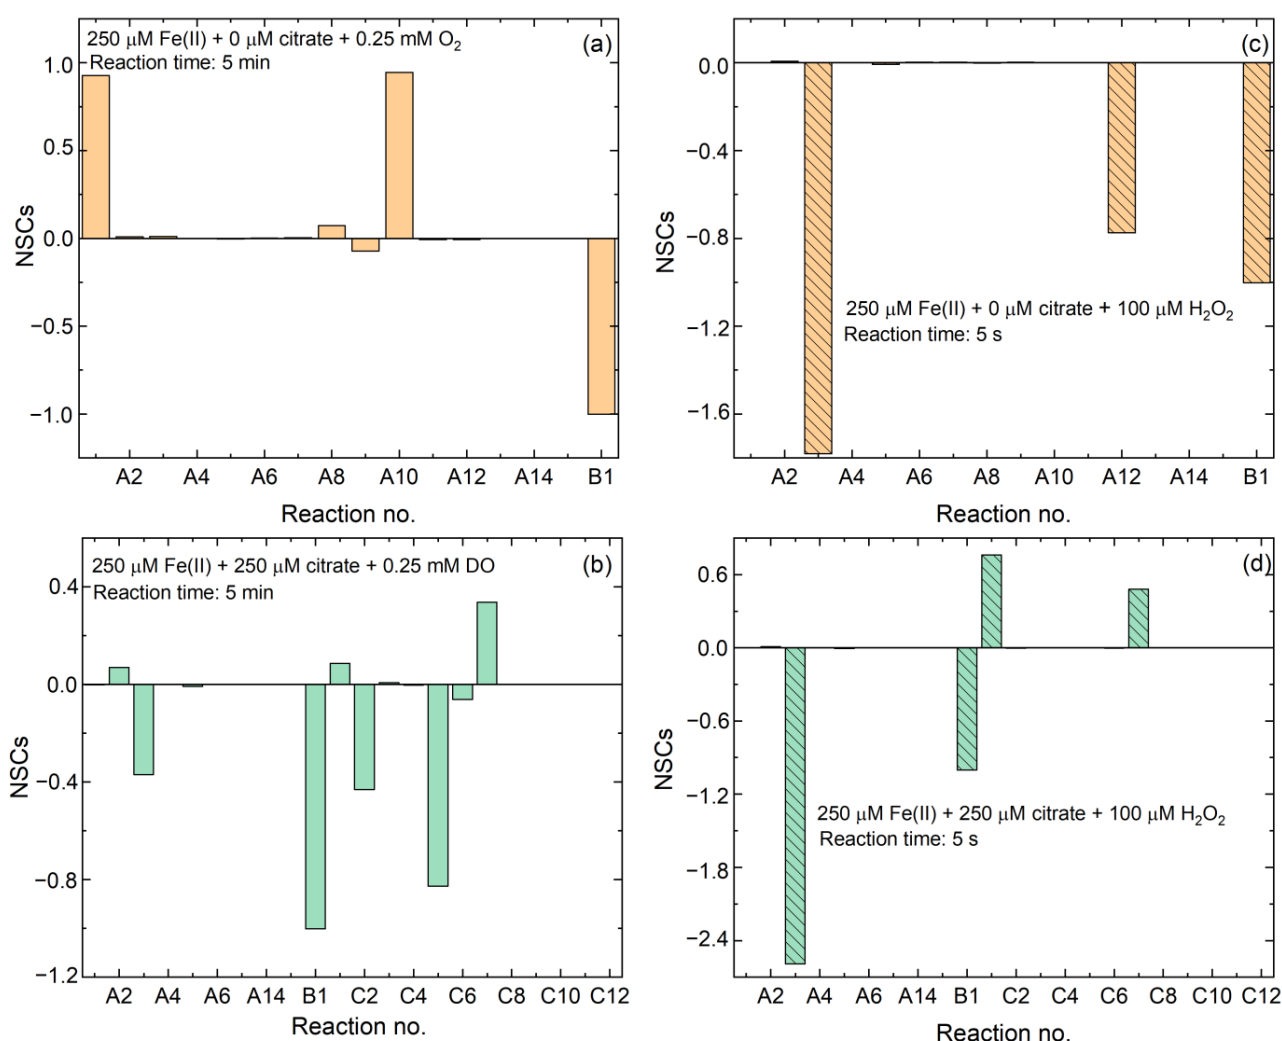 250 μM Fe(II) + 0 μM citrate + 0.25 mM O₂
Reaction time: 5 min
(a)
1.0
0.5
0.0
−0.5
−1.0
NSCs
A2 A4 A6 A8 A10 A12 A14 B1
Reaction no.
(c)
0.0
−0.4
−0.8
−1.2
−1.6
NSCs
250 μM Fe(II) + 0 μM citrate + 100 μM H₂O₂
Reaction time: 5 s
A2 A4 A6 A8 A10 A12 A14 B1
Reaction no.
250 μM Fe(II) + 250 μM citrate + 0.25 mM DO
Reaction time: 5 min
(b)
0.4
0.0
−0.4
−0.8
−1.2
NSCs
A2 A4 A6 A14 B1 C2 C4 C6 C8 C10 C12
Reaction no.
(d)
0.6
0.0
−0.6
−1.2
−1.8
−2.4
NSCs
250 μM Fe(II) + 250 μM citrate + 100 μM H₂O₂
Reaction time: 5 s
A2 A4 A6 A14 B1 C2 C4 C6 C8 C10 C12
Reaction no.